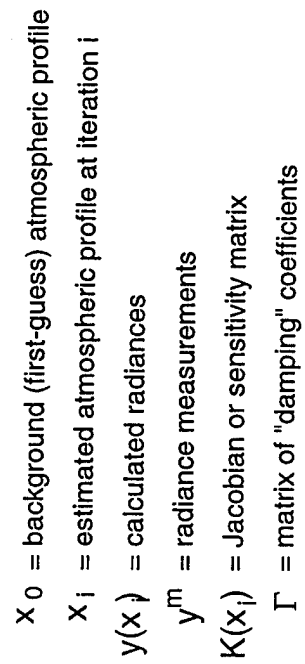 x₀ = background (first-guess) atmospheric profile
xᵢ = estimated atmospheric profile at iteration i
y(xᵢ) = calculated radiances
yᵐ = radiance measurements
K(xᵢ) = Jacobian or sensitivity matrix
Γ = matrix of "damping" coefficients